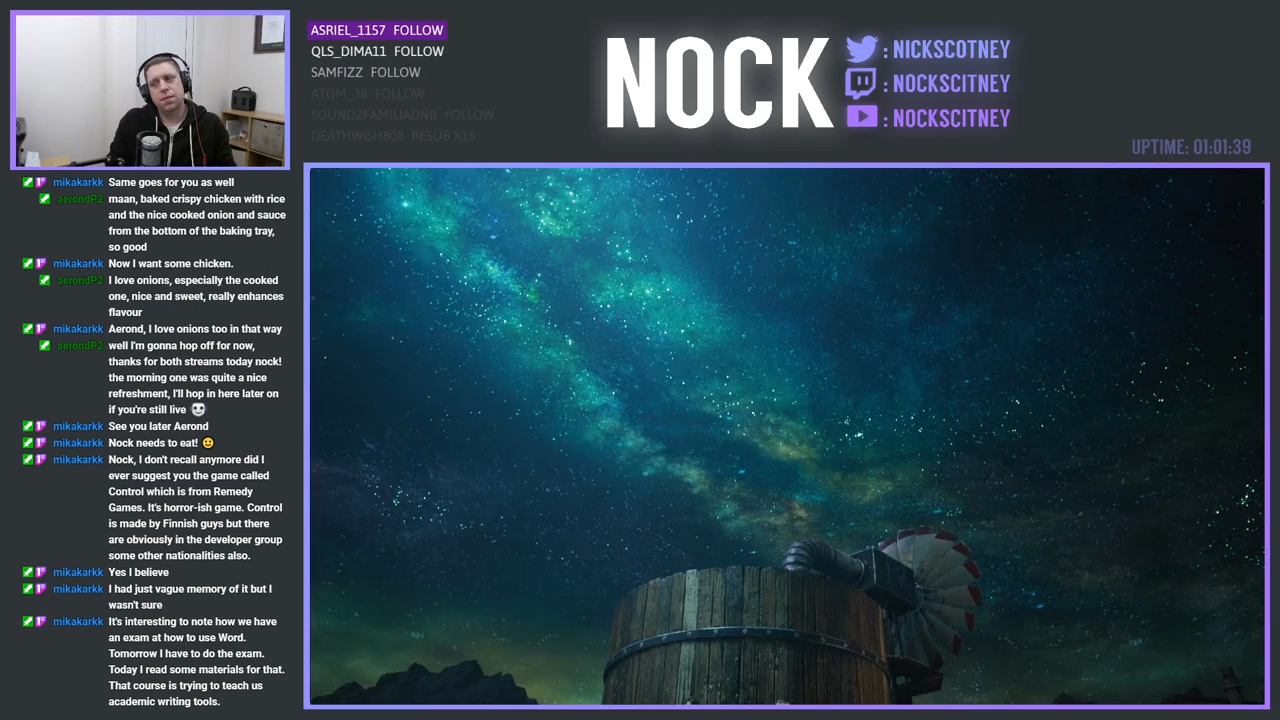 ASRIEL_1157 FOLLOW
QLS_DIMA11 FOLLOW
SAMFIZZ FOLLOW
ATOM_38 FOLLOW
SOUNDZFAMILIADNB FOLLOW
DEATHWISH808 RESUB X16
NOCK
: NICKSCOTNEY
: NOCKSCITNEY
: NOCKSCITNEY
UPTIME: 01:01:39
mikakarkk Same goes for you as well
aerondP2 maan, baked crispy chicken with rice
and the nice cooked onion and sauce
from the bottom of the baking tray,
so good
mikakarkk Now I want some chicken.
aerondP2 I love onions, especially the cooked
one, nice and sweet, really enhances
flavour
mikakarkk Aerond, I love onions too in that way
aerondP2 well I'm gonna hop off for now,
thanks for both streams today nock!
the morning one was quite a nice
refreshment, I'll hop in here later on
if you're still live
mikakarkk See you later Aerond
mikakarkk Nock needs to eat!
mikakarkk Nock, I don't recall anymore did I
ever suggest you the game called
Control which is from Remedy
Games. It's horror-ish game. Control
is made by Finnish guys but there
are obviously in the developer group
some other nationalities also.
mikakarkk Yes I believe
mikakarkk I had just vague memory of it but I
wasn't sure
mikakarkk It's interesting to note how we have
an exam at how to use Word.
Tomorrow I have to do the exam.
Today I read some materials for that.
That course is trying to teach us
academic writing tools.